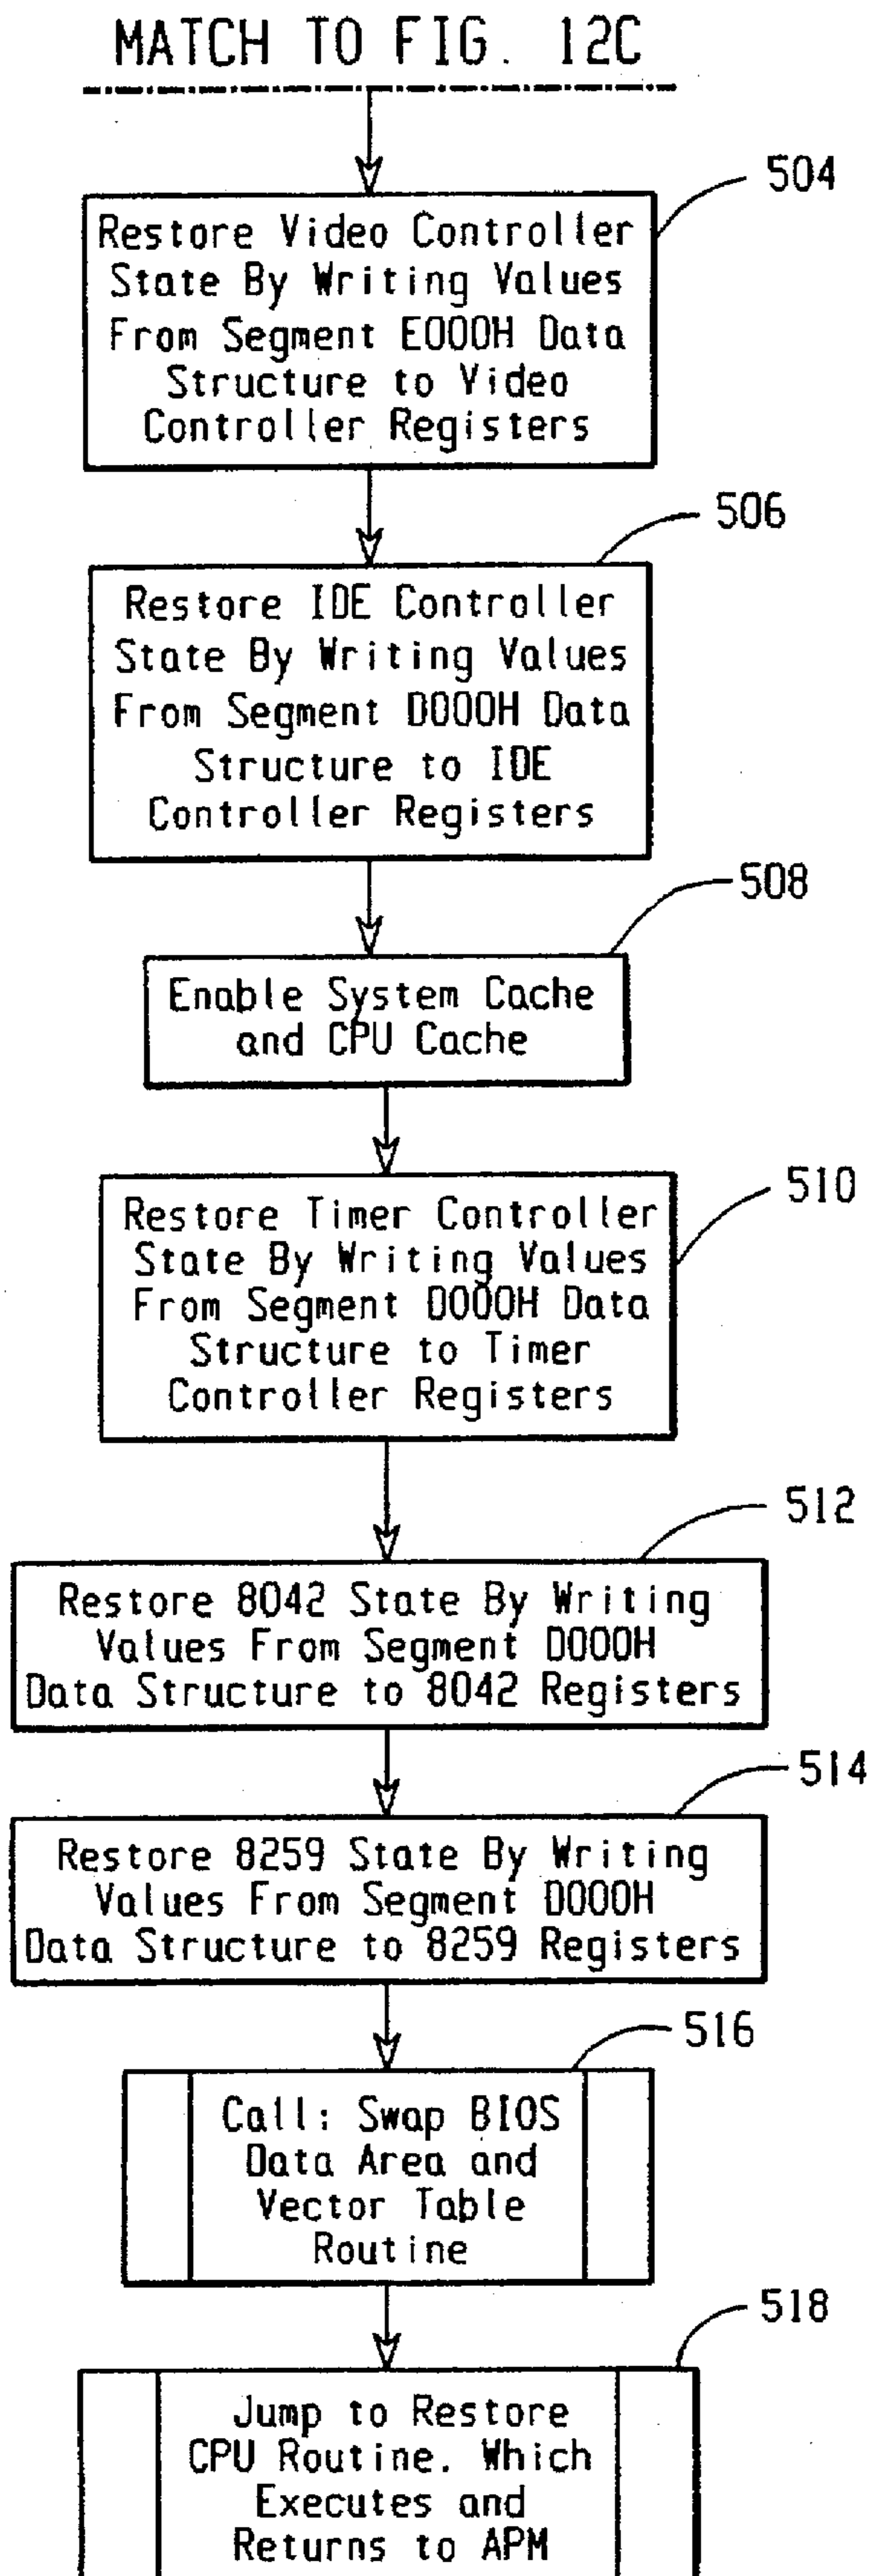 MATCH TO FIG. 12C
504
Restore Video Controller
State By Writing Values
From Segment E000H Data
Structure to Video
Controller Registers
506
Restore IDE Controller
State By Writing Values
From Segment D000H Data
Structure to IDE
Controller Registers
508
Enable System Cache
and CPU Cache
510
Restore Timer Controller
State By Writing Values
From Segment D000H Data
Structure to Timer
Controller Registers
512
Restore 8042 State By Writing
Values From Segment D000H
Data Structure to 8042 Registers
514
Restore 8259 State By Writing
Values From Segment D000H
Data Structure to 8259 Registers
516
Call: Swap BIOS
Data Area and
Vector Table
Routine
518
Jump to Restore
CPU Routine. Which
Executes and
Returns to APM